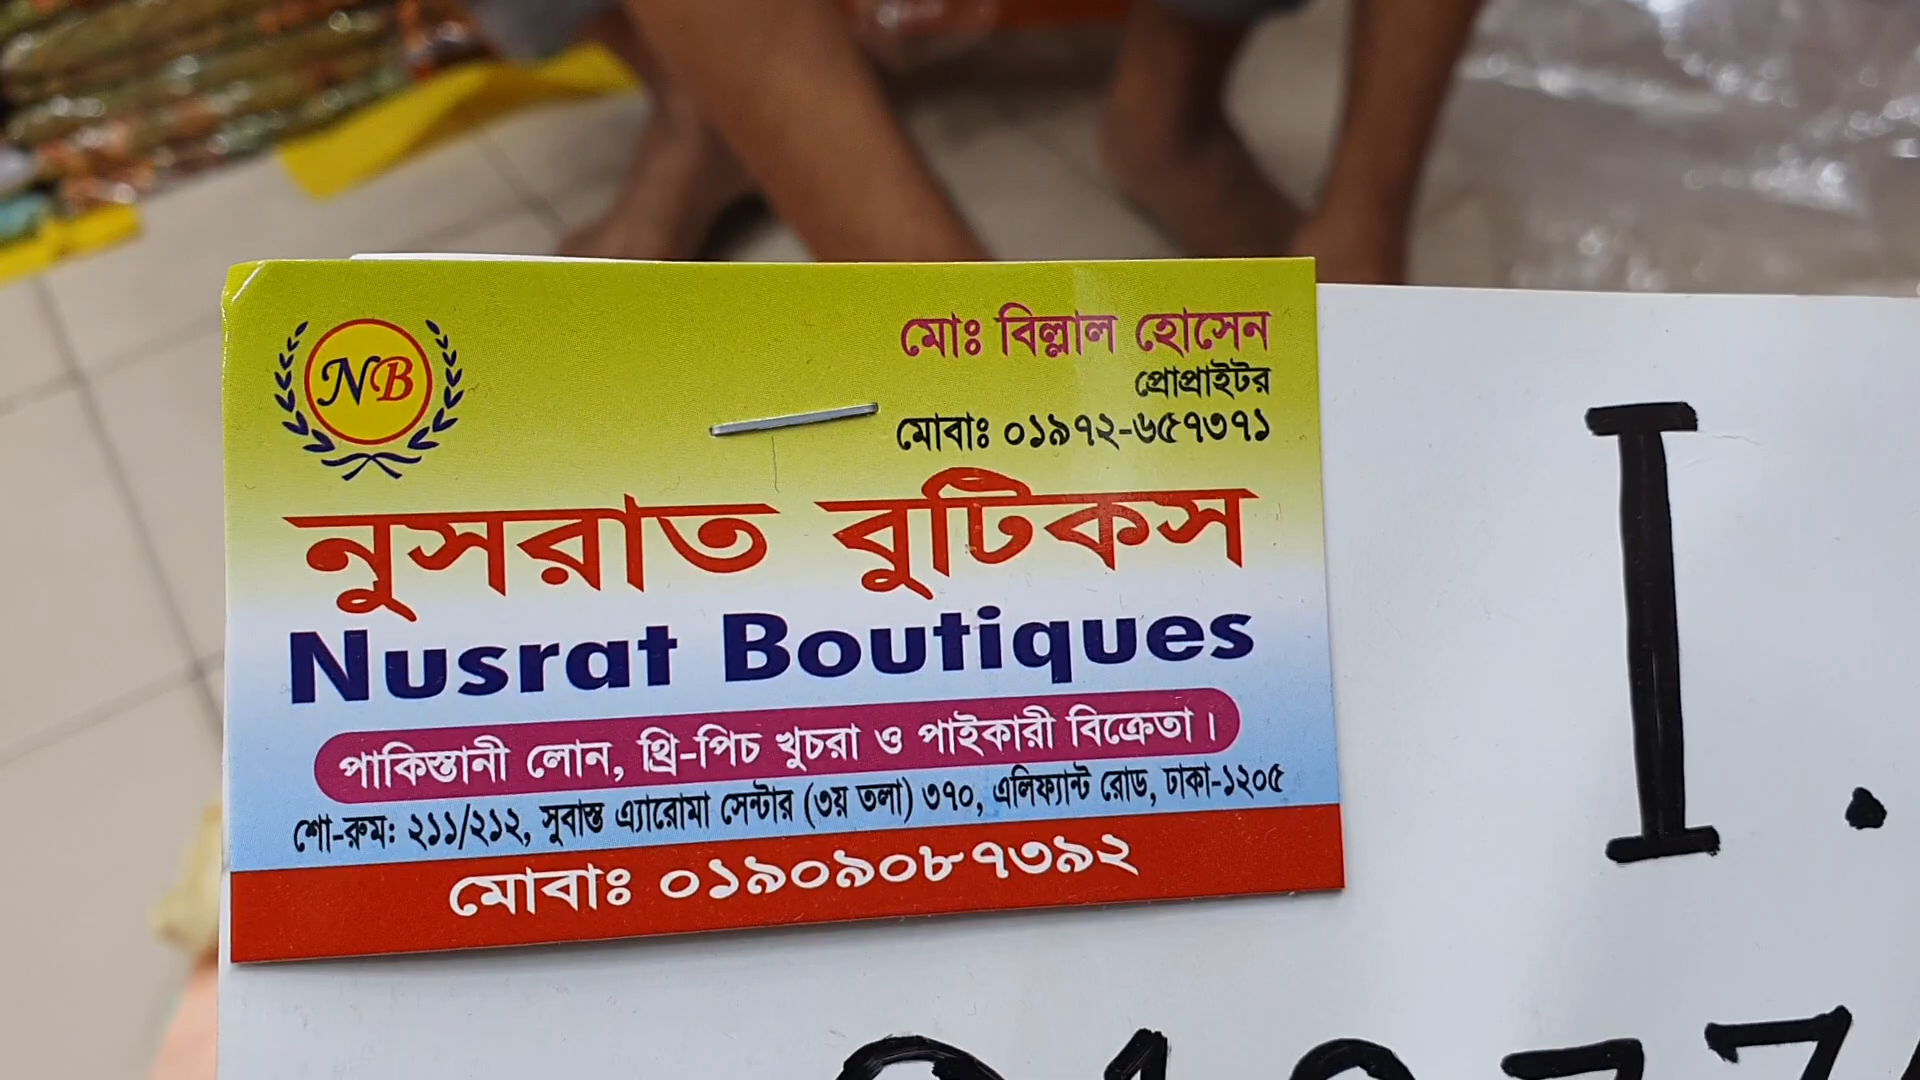 NB
মোঃ বিল্লাল হোসেন
প্রোপ্রাইটর
মোবাঃ ০১৯৭২-৬৫৭৩৭১
নুসরাত বুটিকস
Nusrat Boutiques
পাকিস্তানী লোন, থ্রি-পিচ খুচরা ও পাইকারী বিক্রেতা।
শো-রুম: ২১১/২১২, সুবাস্ত এ্যারোমা সেন্টার (৩য় তলা) ৩৭০, এলিফ্যান্ট রোড, ঢাকা-১২০৫
মোবাঃ ০১৯০৯০৮৭৩৯২
I.